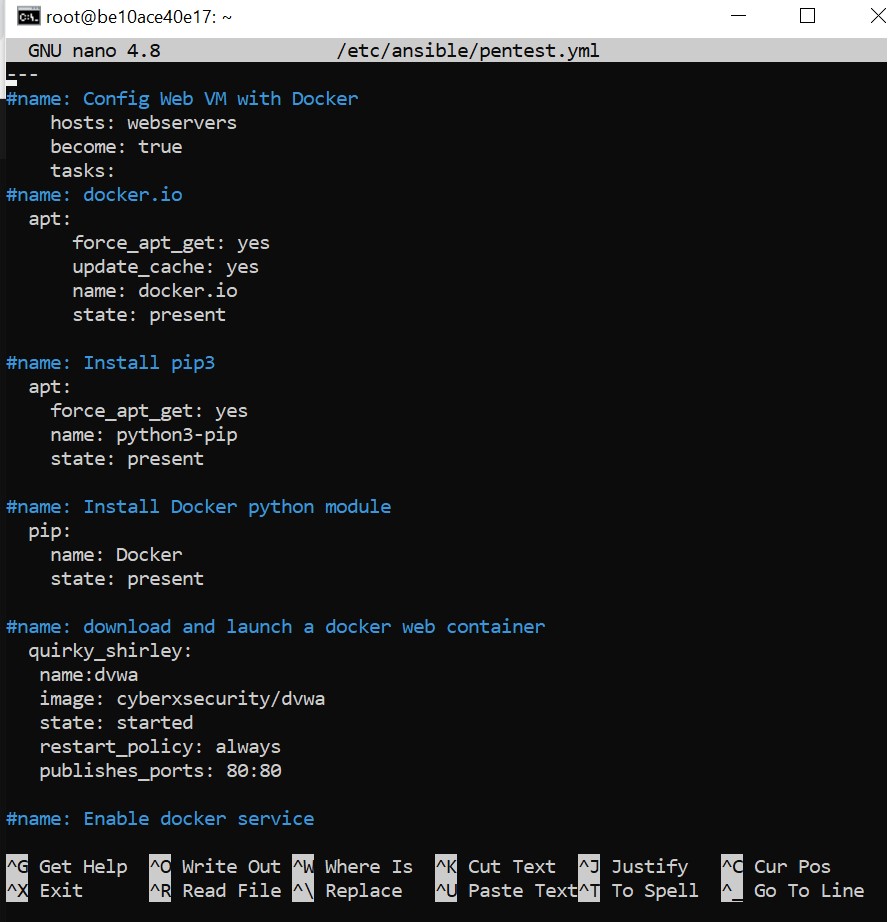 root@be10ace40e17: ~
GNU nano 4.8 /etc/ansible/pentest.yml
---
#name: Config Web VM with Docker
    hosts: webservers
    become: true
    tasks:
#name: docker.io
  apt:
      force_apt_get: yes
      update_cache: yes
      name: docker.io
      state: present

#name: Install pip3
  apt:
    force_apt_get: yes
    name: python3-pip
    state: present

#name: Install Docker python module
  pip:
    name: Docker
    state: present

#name: download and launch a docker web container
  quirky_shirley:
   name:dvwa
   image: cyberxsecurity/dvwa
   state: started
   restart_policy: always
   publishes_ports: 80:80

#name: Enable docker service

^G Get Help ^O Write Out ^W Where Is ^K Cut Text ^J Justify ^C Cur Pos
^X Exit ^R Read File ^\ Replace ^U Paste Text ^T To Spell ^_ Go To Line